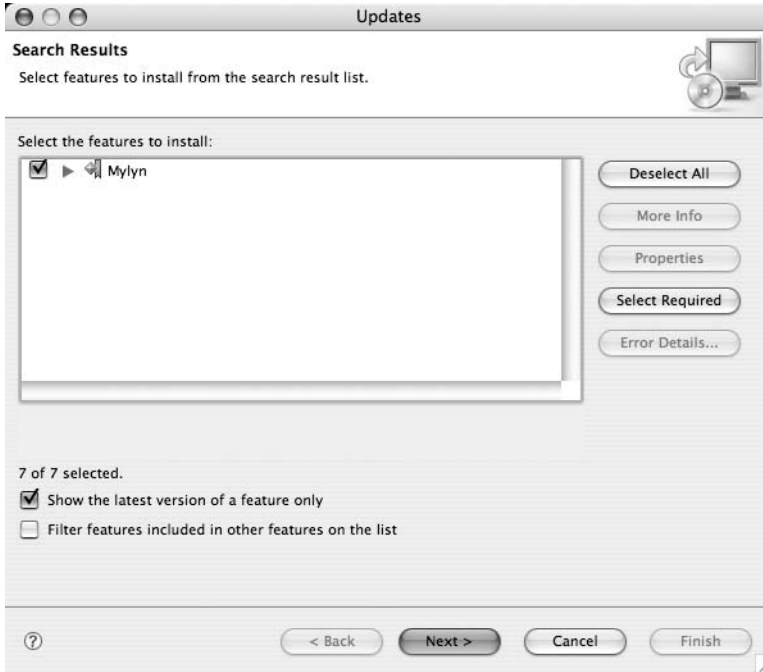 Updates
Search Results
Select features to install from the search result list.
Select the features to install:
Mylyn
Deselect All
More Info
Properties
Select Required
Error Details...
7 of 7 selected.
Show the latest version of a feature only
Filter features included in other features on the list
?
< Back
Next >
Cancel
Finish